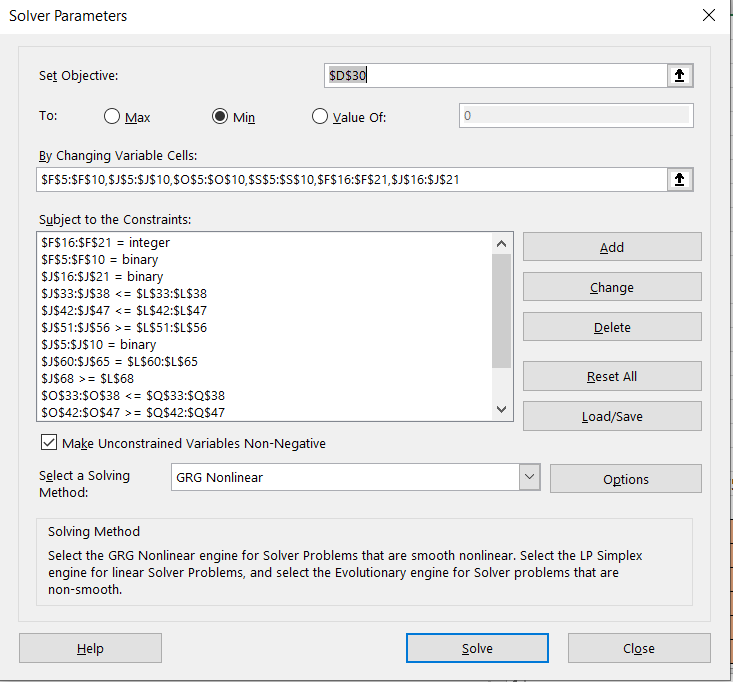 Solver Parameters
Set Objective:
$D$30
To:
Max
Min
Value Of:
0
By Changing Variable Cells:
$F$5:$F$10,$J$5:$J$10,$O$5:$O$10,$S$5:$S$10,$F$16:$F$21,$J$16:$J$21
Subject to the Constraints:
$F$16:$F$21 = integer
$F$5:$F$10 = binary
$J$16:$J$21 = binary
$J$33:$J$38 <= $L$33:$L$38
$J$42:$J$47 <= $L$42:$L$47
$J$51:$J$56 >= $L$51:$L$56
$J$5:$J$10 = binary
$J$60:$J$65 = $L$60:$L$65
$J$68 >= $L$68
$O$33:$O$38 <= $Q$33:$Q$38
$O$42:$O$47 >= $Q$42:$Q$47
Add
Change
Delete
Reset All
Load/Save
Make Unconstrained Variables Non-Negative
Select a Solving
Method:
GRG Nonlinear
Options
Solving Method
Select the GRG Nonlinear engine for Solver Problems that are smooth nonlinear. Select the LP Simplex
engine for linear Solver Problems, and select the Evolutionary engine for Solver problems that are
non-smooth.
Help
Solve
Close